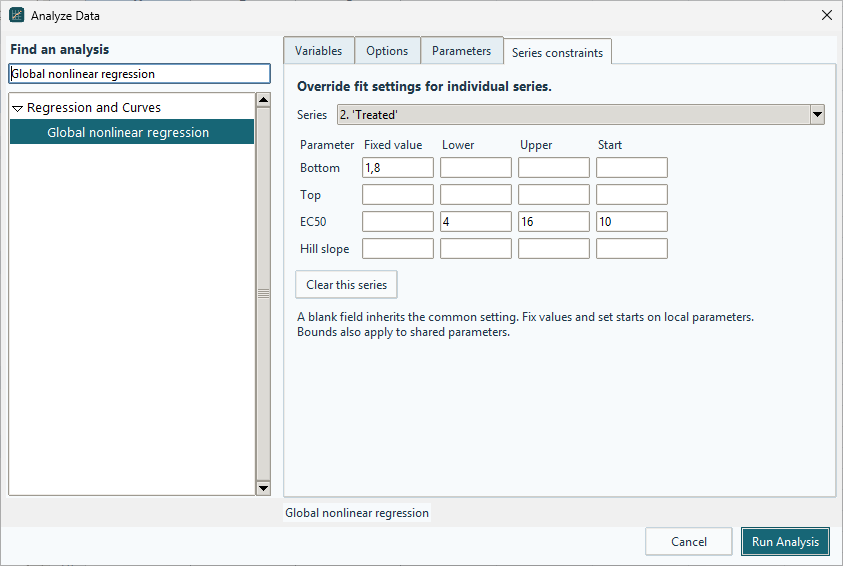 Analyze Data
Find an analysis
Global nonlinear regression
Regression and Curves
Global nonlinear regression
Variables Options Parameters Series constraints
Override fit settings for individual series.
Series 2. 'Treated'
Parameter Fixed value Lower Upper Start
Bottom 1,8
Top
EC50 4 16 10
Hill slope
Clear this series
A blank field inherits the common setting. Fix values and set starts on local parameters.
Bounds also apply to shared parameters.
Global nonlinear regression
Cancel Run Analysis